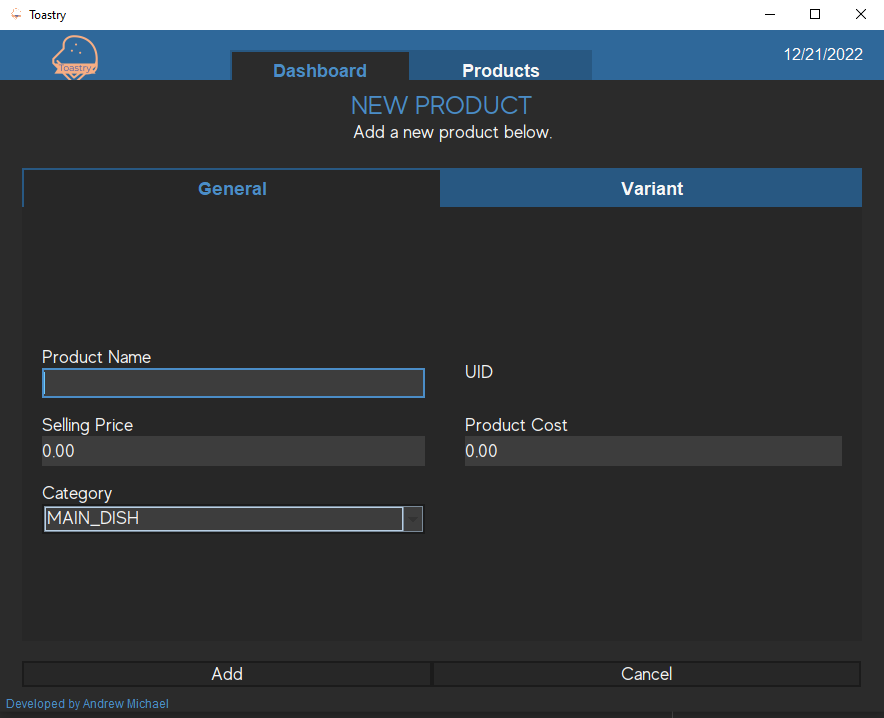 Toastry
Toastry
Dashboard
Products
12/21/2022
NEW PRODUCT
Add a new product below.
General
Variant
Product Name
UID
Selling Price
Product Cost
0.00
0.00
Category
MAIN_DISH
Add
Cancel
Developed by Andrew Michael